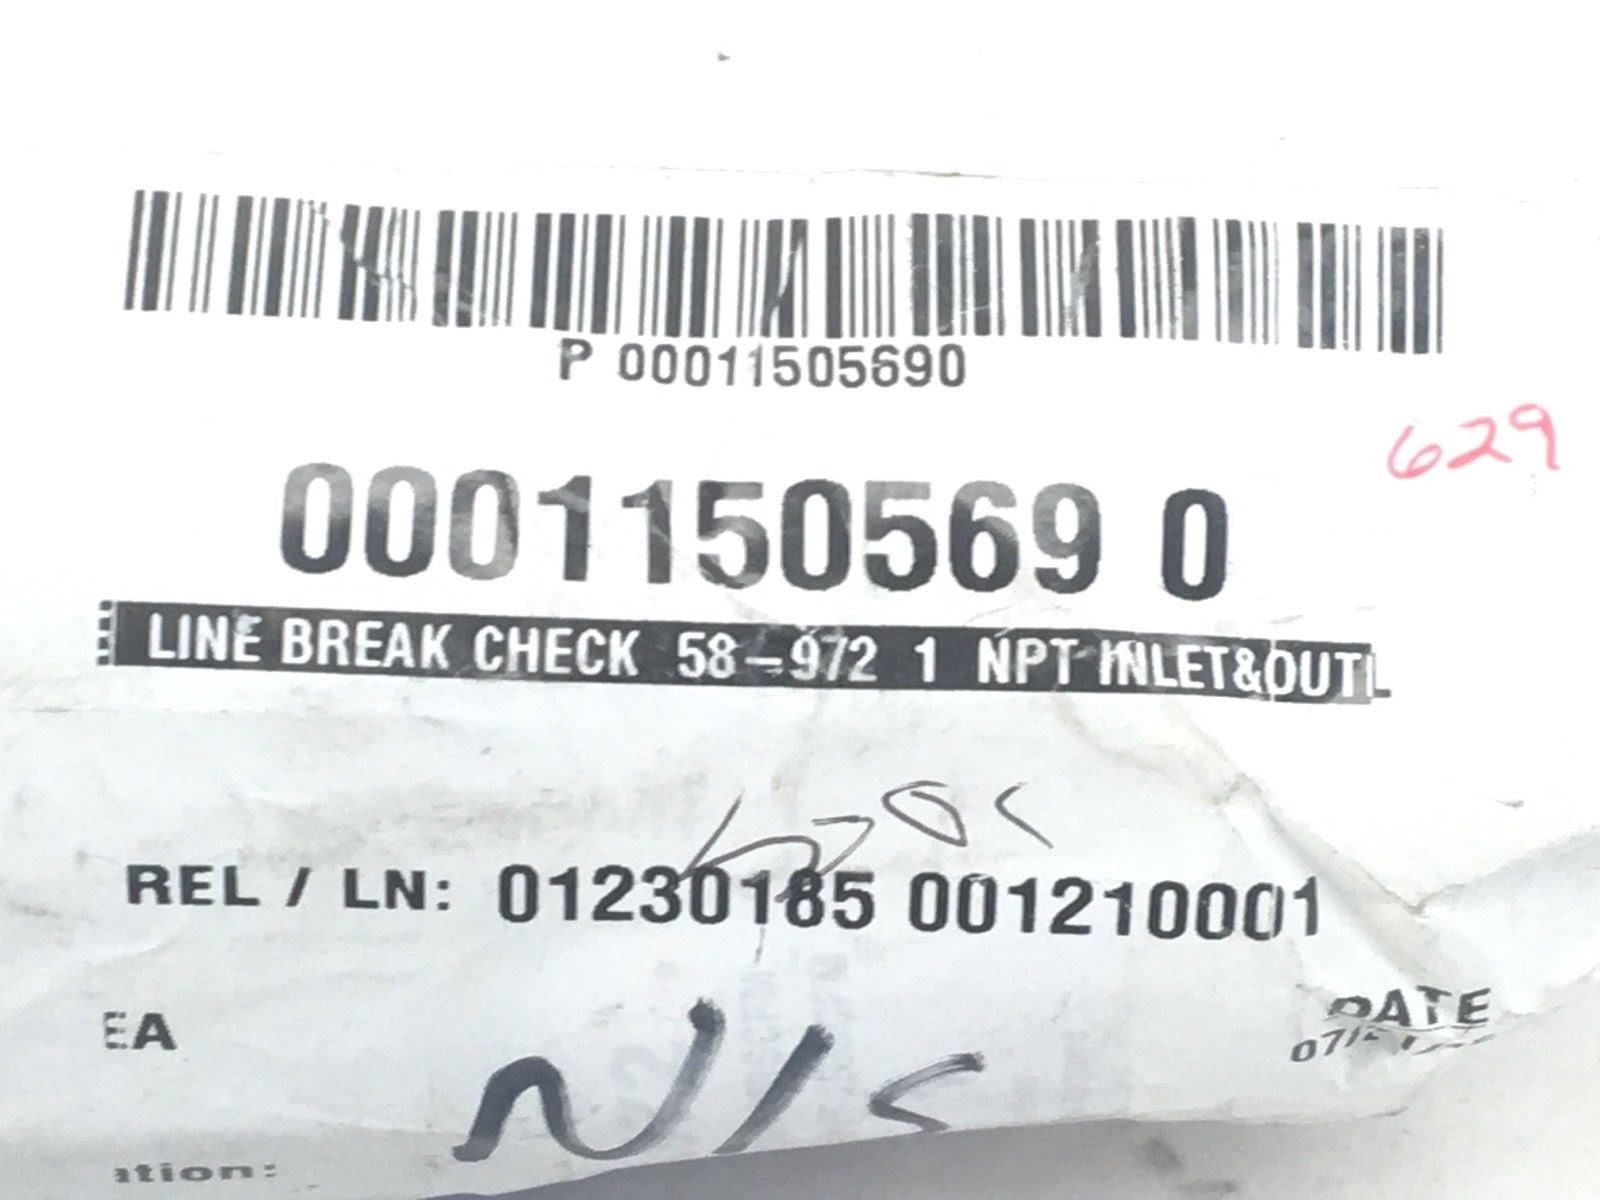 P 00011505690
629
0001150569 0
LINE BREAK CHECK 58-972 1 NPT INLET&OUTL
REL / LN: 01230185 001210001
EA
DATE
N/S
ation: